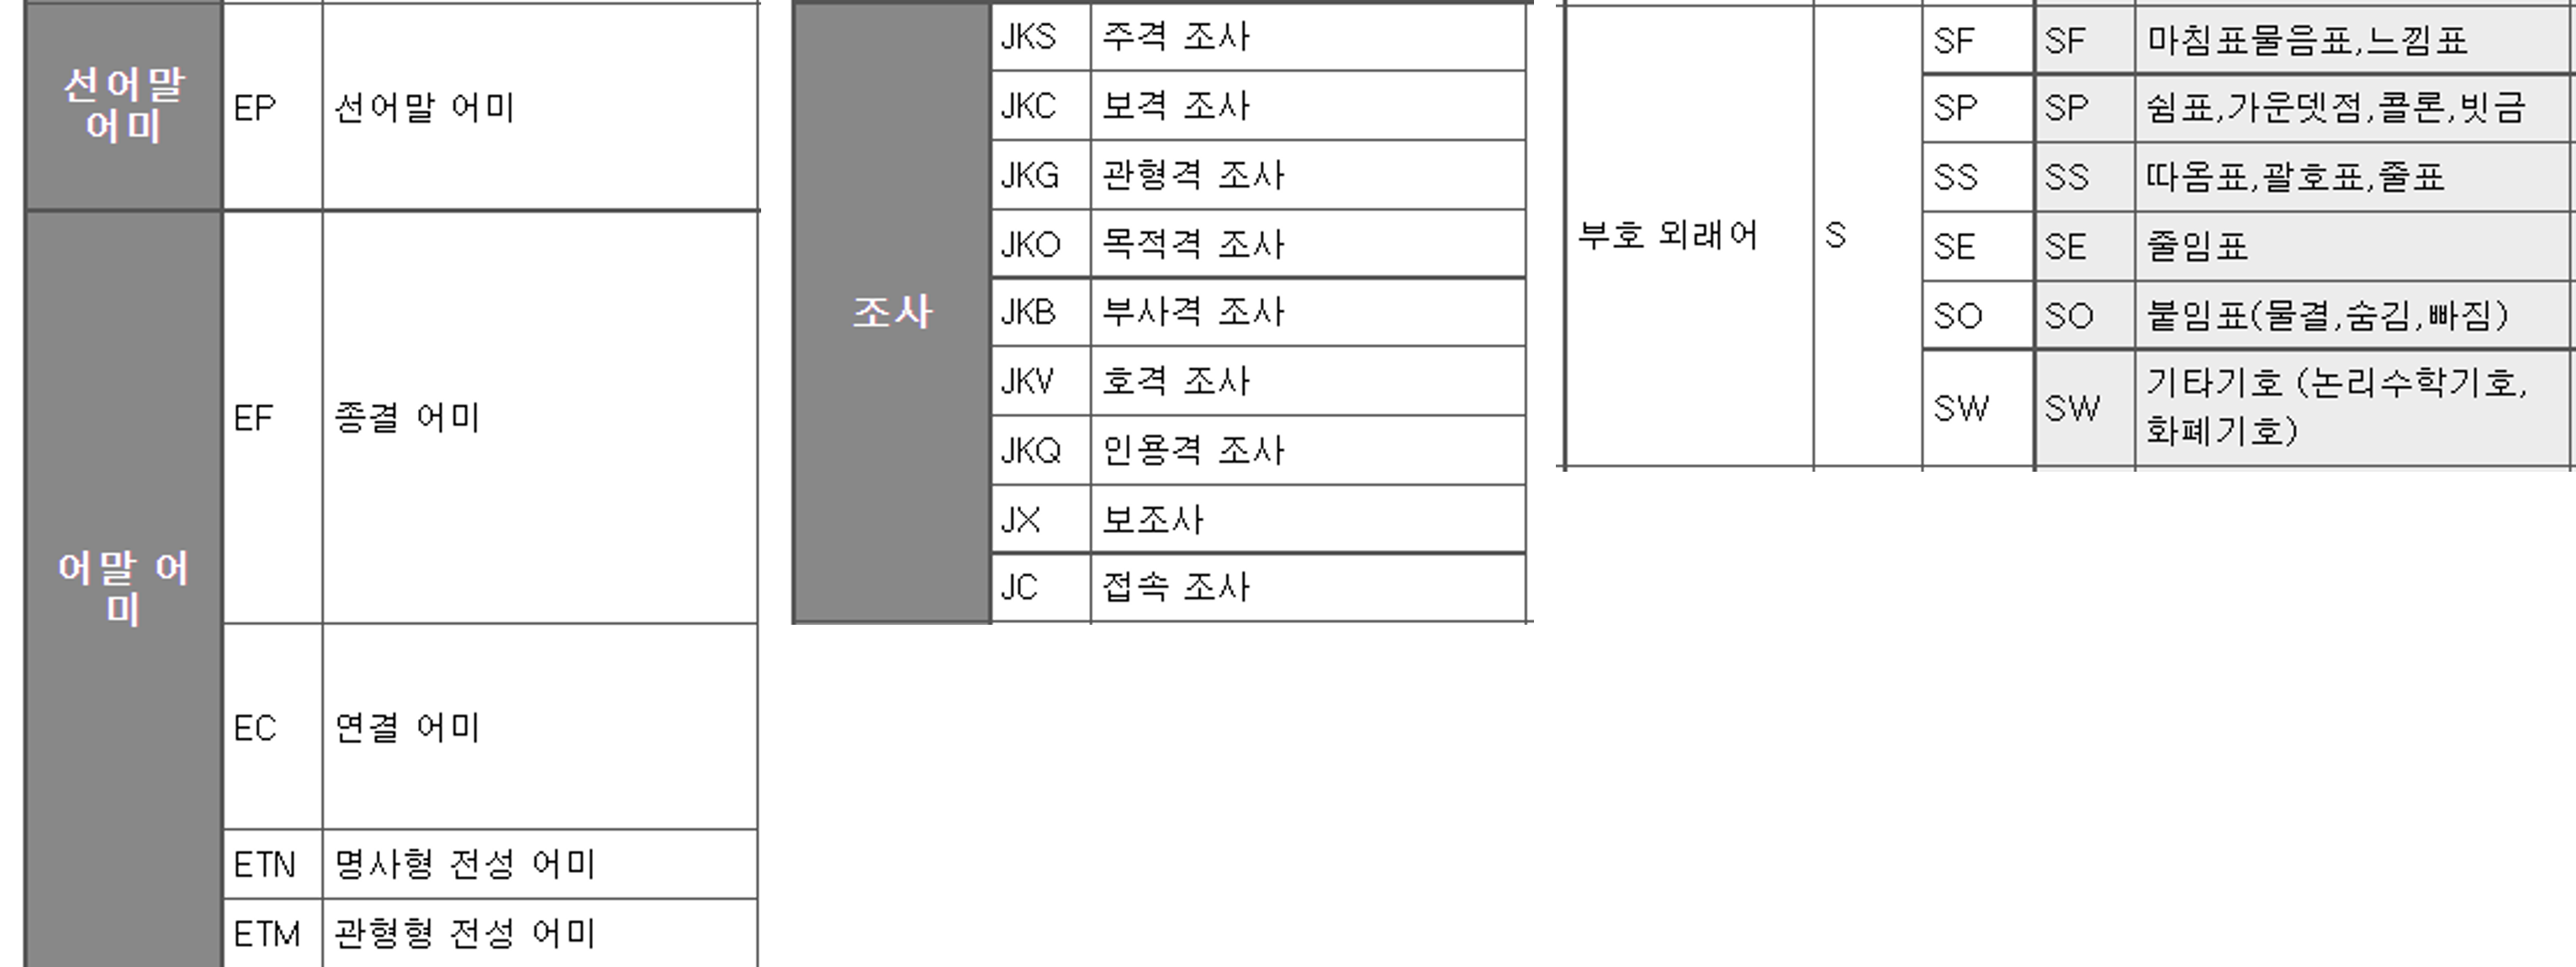 선어말
어미
EP 선어말 어미
어말 어
미
EF 종결 어미
EC 연결 어미
ETN 명사형 전성 어미
ETM 관형형 전성 어미
조사
JKS 주격 조사
JKC 보격 조사
JKG 관형격 조사
JKO 목적격 조사
JKB 부사격 조사
JKV 호격 조사
JKQ 인용격 조사
JX 보조사
JC 접속 조사
부호 외래어 S
SF SF 마침표물음표,느낌표
SP SP 쉼표,가운뎃점,콜론,빗금
SS SS 따옴표,괄호표,줄표
SE SE 줄임표
SO SO 붙임표(물결,숨김,빠짐)
SW SW 기타기호 (논리수학기호,
화폐기호)